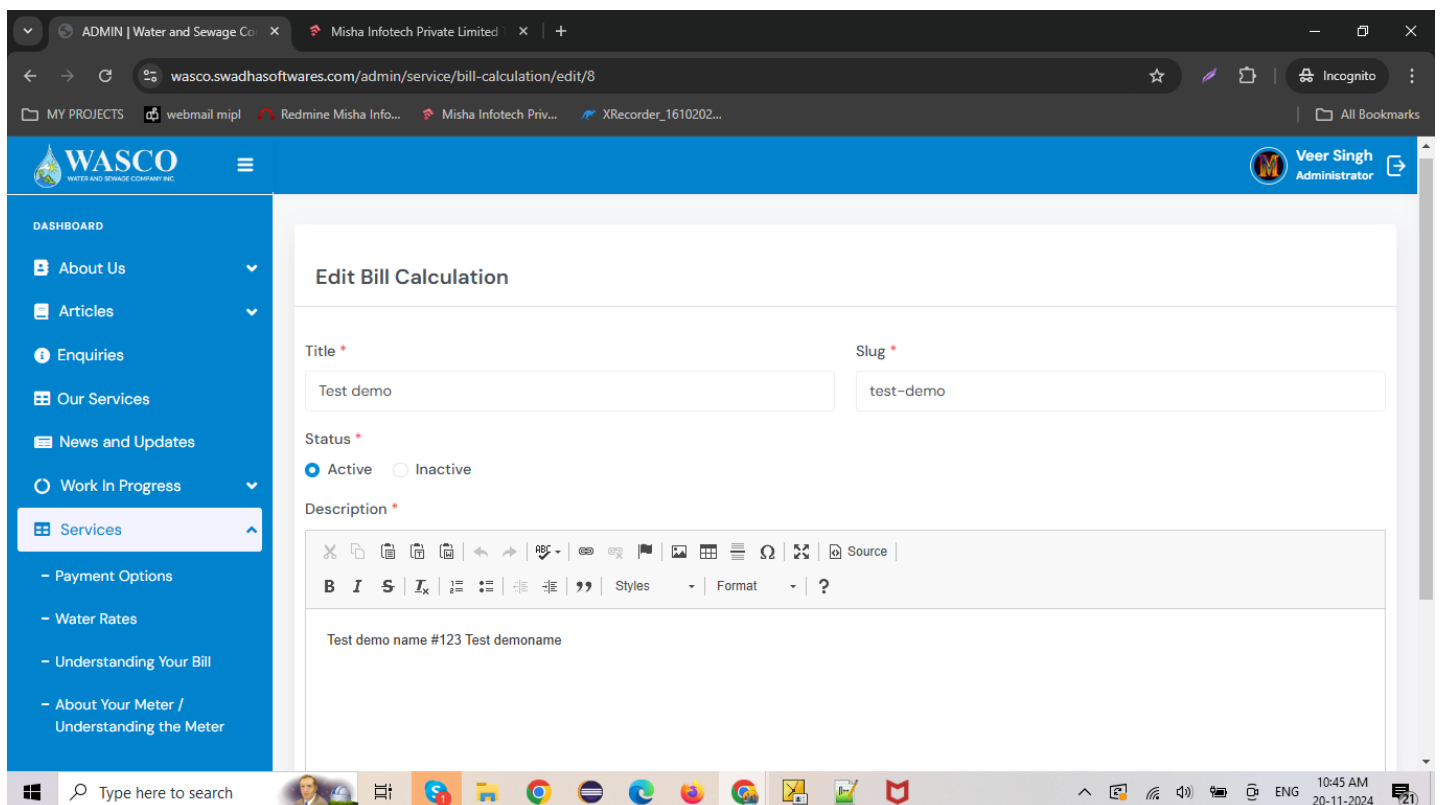 ADMIN | Water and Sewage Co
Misha Infotech Private Limited
wasco.swadhasoftwares.com/admin/service/bill-calculation/edit/8
Incognito
MY PROJECTS
webmail mipl
Redmine Misha Info...
Misha Infotech Priv...
XRecorder_1610202...
All Bookmarks
WASCO
WATER AND SEWAGE COMPANY INC.
Veer Singh
Administrator
DASHBOARD
About Us
Articles
Enquiries
Our Services
News and Updates
Work In Progress
Services
- Payment Options
- Water Rates
- Understanding Your Bill
- About Your Meter /
Understanding the Meter
Edit Bill Calculation
Title *
Slug *
Test demo
test-demo
Status *
Active
Inactive
Description *
ABC
Source
B I S Ix
Styles
Format
?
Test demo name #123 Test demoname
Type here to search
ENG
10:45 AM
20-11-2024
21